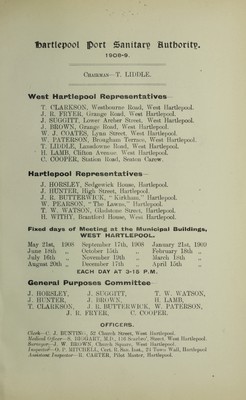 Hartlepool Port Sanitary Authority.
1908-9.
CHAIRMAN—T. LIDDLE.
West Hartlepool Representatives—
T. CLARKSON, Westbourne Road, West Hartlepool.
J. R. FRYER, Grange Road, West Hartlepool.
J. SUGGITT, Lower Archer Street, West Hartlepool.
J. BROWN, Grange Road, West Hartlepool.
W. J. COATES, Lynn Street, West Hartlepool.
W. PATERSON, Brougham Terrace, West Hartlepool.
T. LIDDLE, Lansdowne Road, West Hartlepool.
H. LAMB, Clifton Avenue, West Hartlepool.
C. COOPER, Station Road, Seaton Carew.
Hartlepool Representatives—
J. HORSLEY, Sedgewick House, Hartlepool.
J. HUNTER, High Street, Hartlepool.
J. R. BUTTERWICK, "Kirkham," Hartlepool.
W. PEARSON, "The Lawns," Hartlepool.
T. W. WATSON, Gladstone Street, Hartlepool.
H. WITHY, Brantford House, West Hartlepool.
Fixed days of Meeting at the Municipal Buildings,
WEST HARTLEPOOL.
May 21st, 1908 September 17th, 1908 January 21st, 1909
June 18th „ October 15th „ February 18th „
July 16th „ November 19th „ March 18th „
August 20th „ December 17th „ April 15th „
EACH DAY AT 3-15 P.M.
General Purposes Committee—
J. HORSLEY, J. SUGGITT, T. W. WATSON,
J. HUNTER, J. BROWN, H. LAMB,
T. CLARKSON, J. R. BUTTERWICK, W. PATERSON,
J. R. FRYER, C. COOPER.
OFFICERS.
Clerk—C. J. BUNTING, 52 Church Street, West Hartlepool.
Medical Officer—S. BIGGART, M.D., Street, West Hartlepool.
Surveyor—J. W. BROWN, Church Square, West Hartlepool.
Inspector—O. P. MITCHELL, Cert. R. San. Inst., 23 Town Wall, Hartlepool
Assistant Inspector—B. CARTER, Pilot Master, Hartlepool.